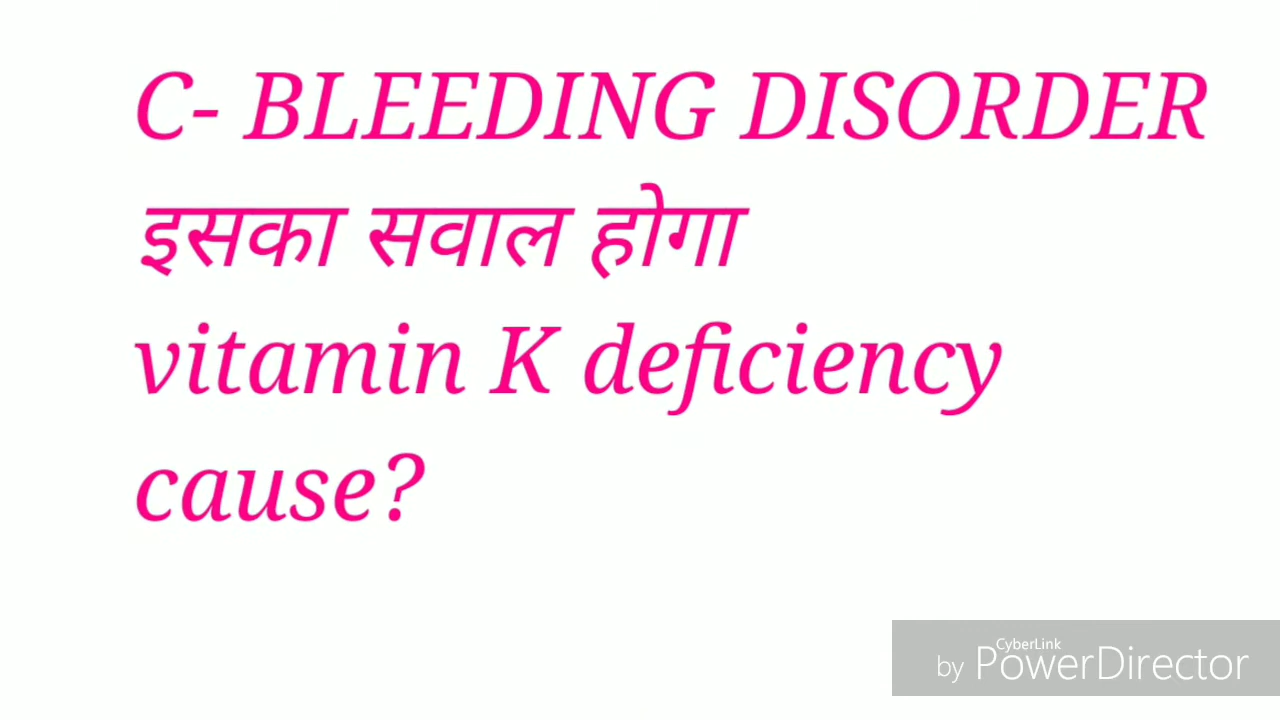 C- BLEEDING DISORDER
इसका सवाल होगा
vitamin K deficiency
cause?
CyberLink
by PowerDirector